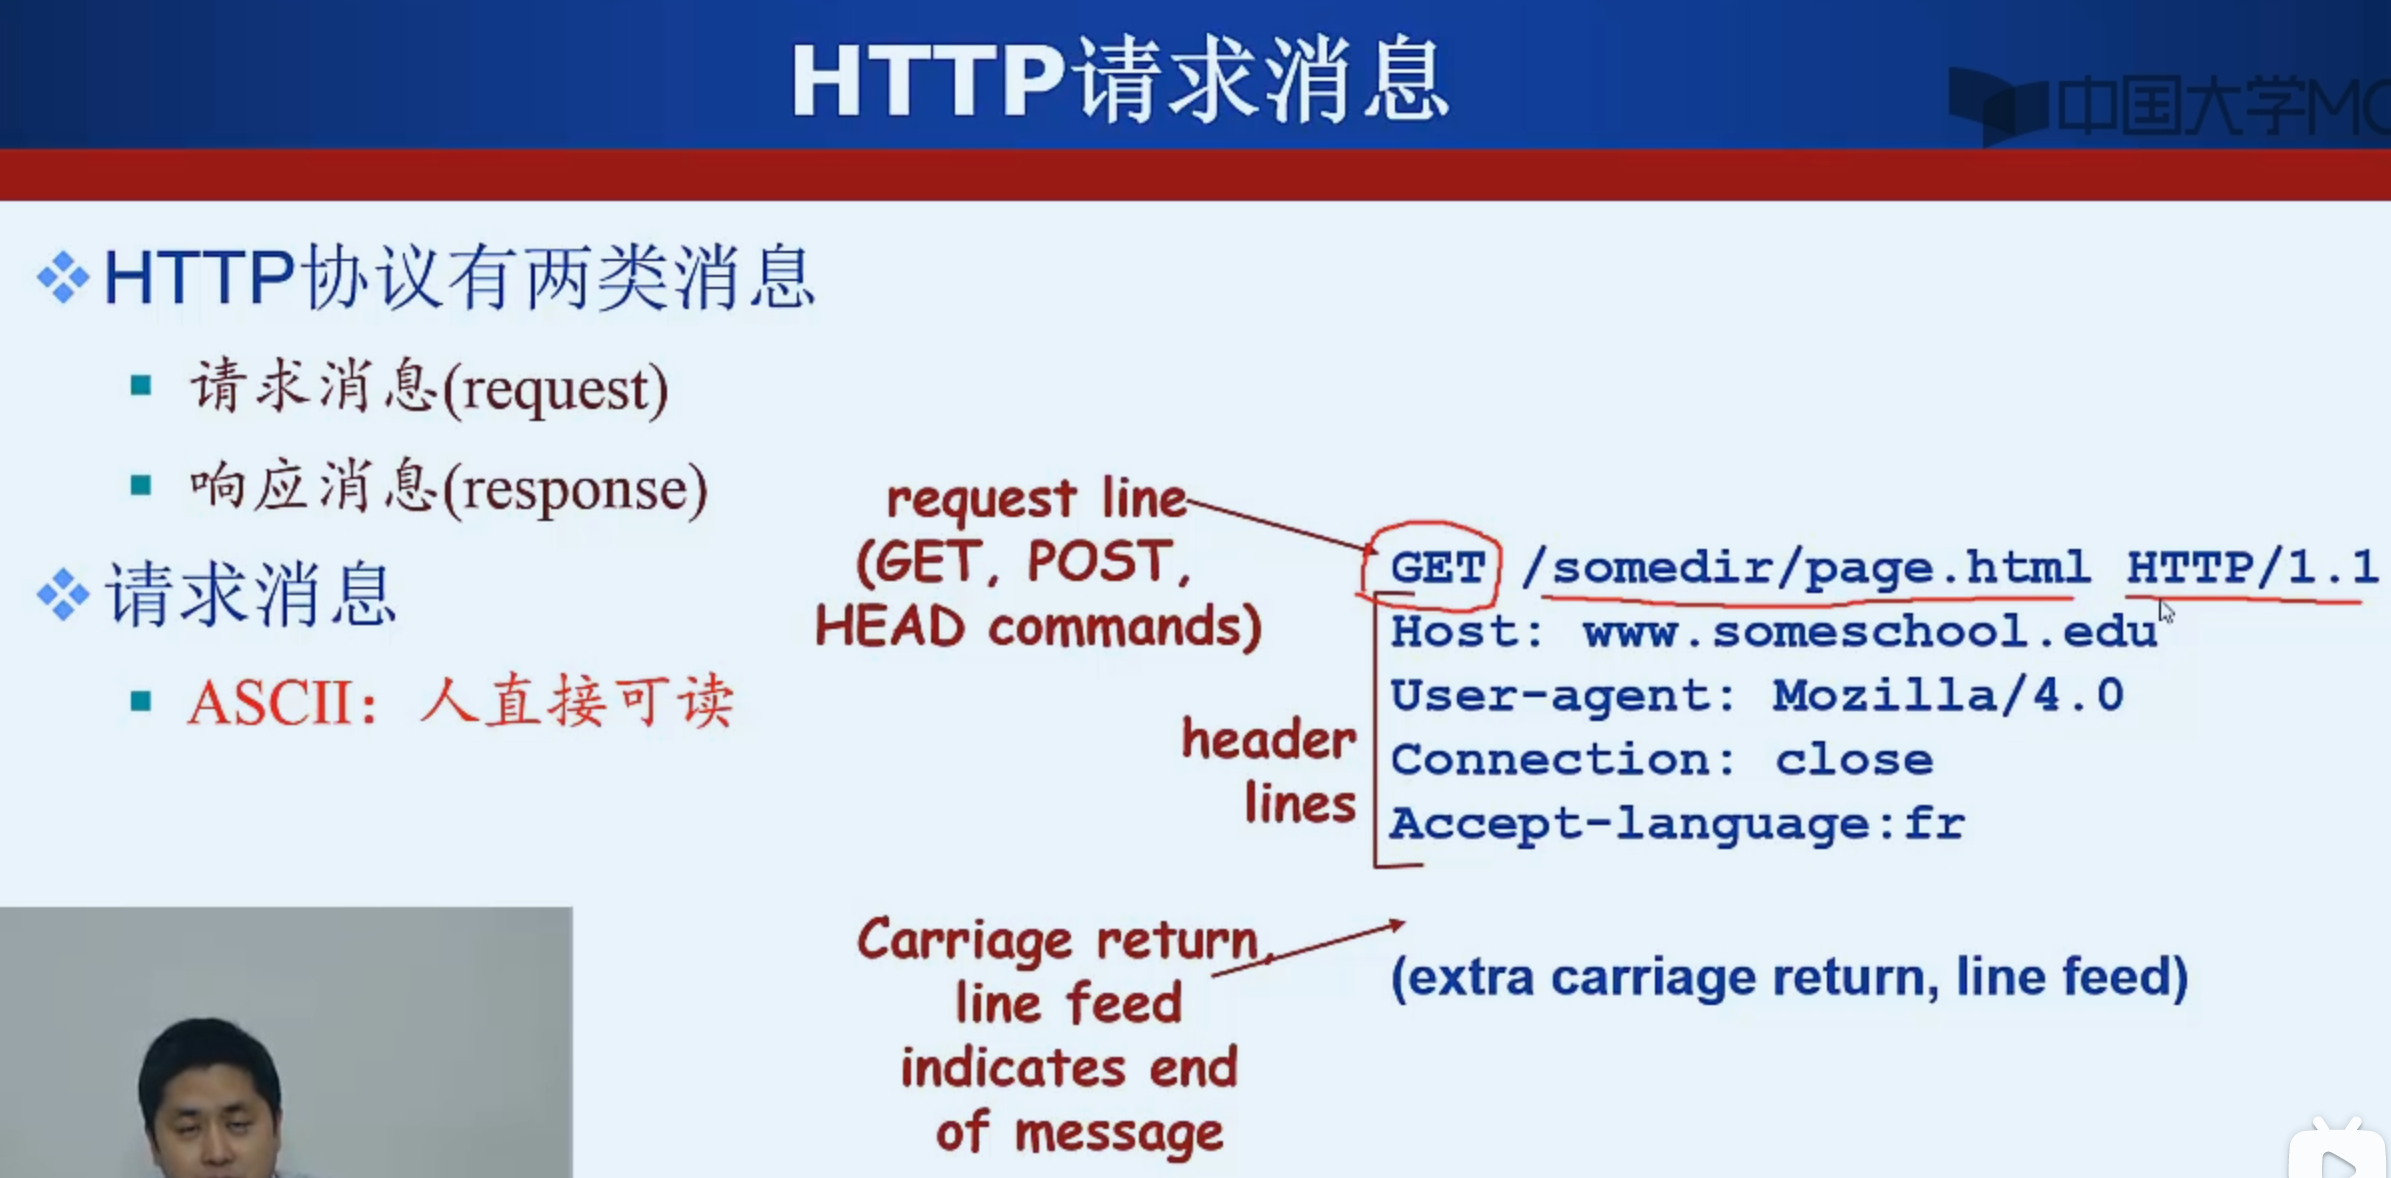 HTTP请求消息
中国大学MO
HTTP协议有两类消息
请求消息(request)
响应消息(response)
请求消息
ASCII：人直接可读
request line
(GET, POST,
HEAD commands)
header
lines
Carriage return,
line feed
indicates end
of message
GET /somedir/page.html HTTP/1.1
Host: www.someschool.edu
User-agent: Mozilla/4.0
Connection: close
Accept-language:fr
(extra carriage return, line feed)